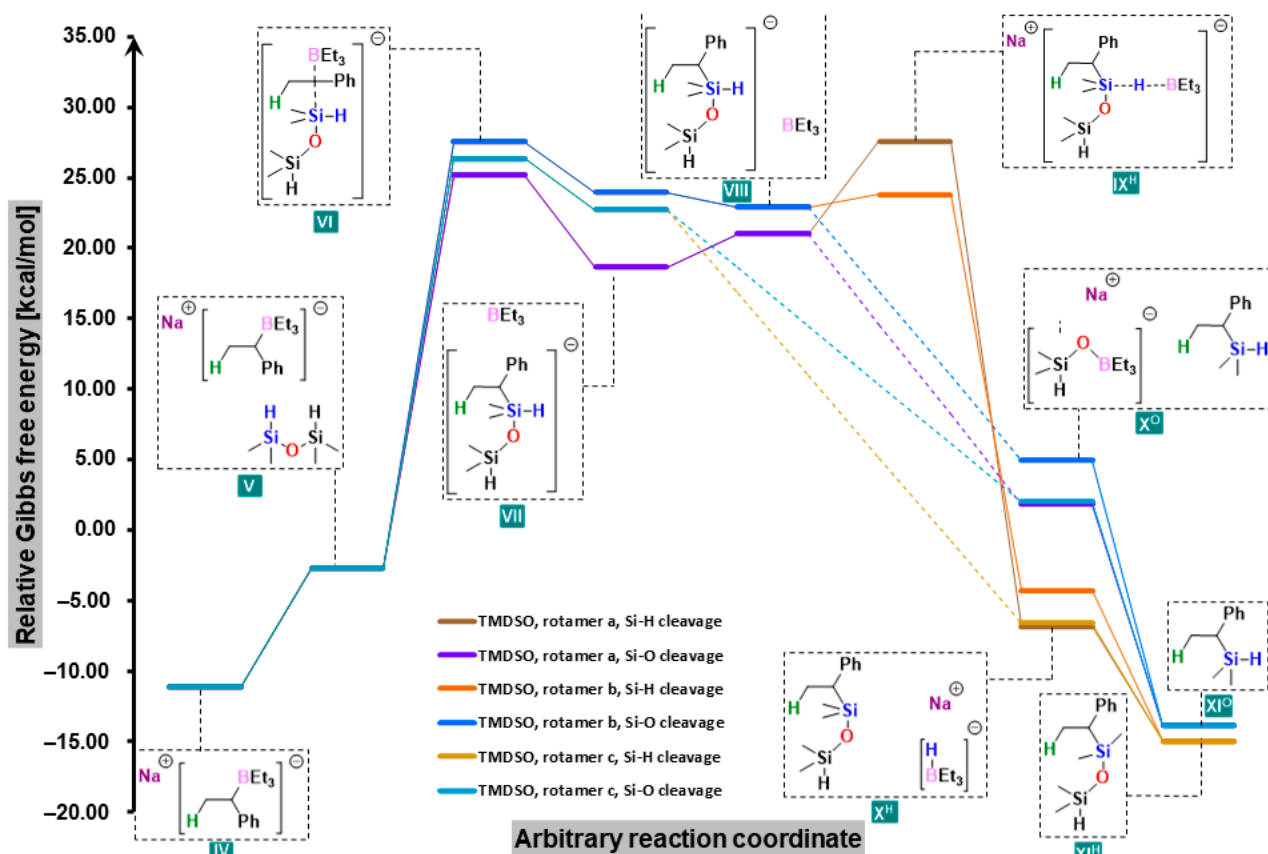 Relative Gibbs free energy [kcal/mol]
35.00
30.00
25.00
20.00
15.00
10.00
5.00
0.00
–5.00
–10.00
–15.00
–20.00
Arbitrary reaction coordinate
BEt3
Ph
H
Si–H
O
Si
H
⊖
VI
Ph
H
Si–H
O
Si
H
⊖
BEt3
VIII
Na⊕
Ph
H
Si---H---BEt3
O
Si
H
⊖
IXH
Na⊕
BEt3
H
Ph
⊖
H H
Si Si
O
V
BEt3
Ph
H
Si–H
O
Si
H
⊖
VII
Na⊕
O
Si BEt3
H
⊖
Ph
H
Si–H
XO
TMDSO, rotamer a, Si-H cleavage
TMDSO, rotamer a, Si-O cleavage
TMDSO, rotamer b, Si-H cleavage
TMDSO, rotamer b, Si-O cleavage
TMDSO, rotamer c, Si-H cleavage
TMDSO, rotamer c, Si-O cleavage
Na⊕
BEt3
H
Ph
⊖
IV
Ph
H
Si
O
Si
H
Na⊕
H
BEt3
⊖
XH
Ph
H
Si
O
Si
H
XIH
Ph
H
Si–H
XIO